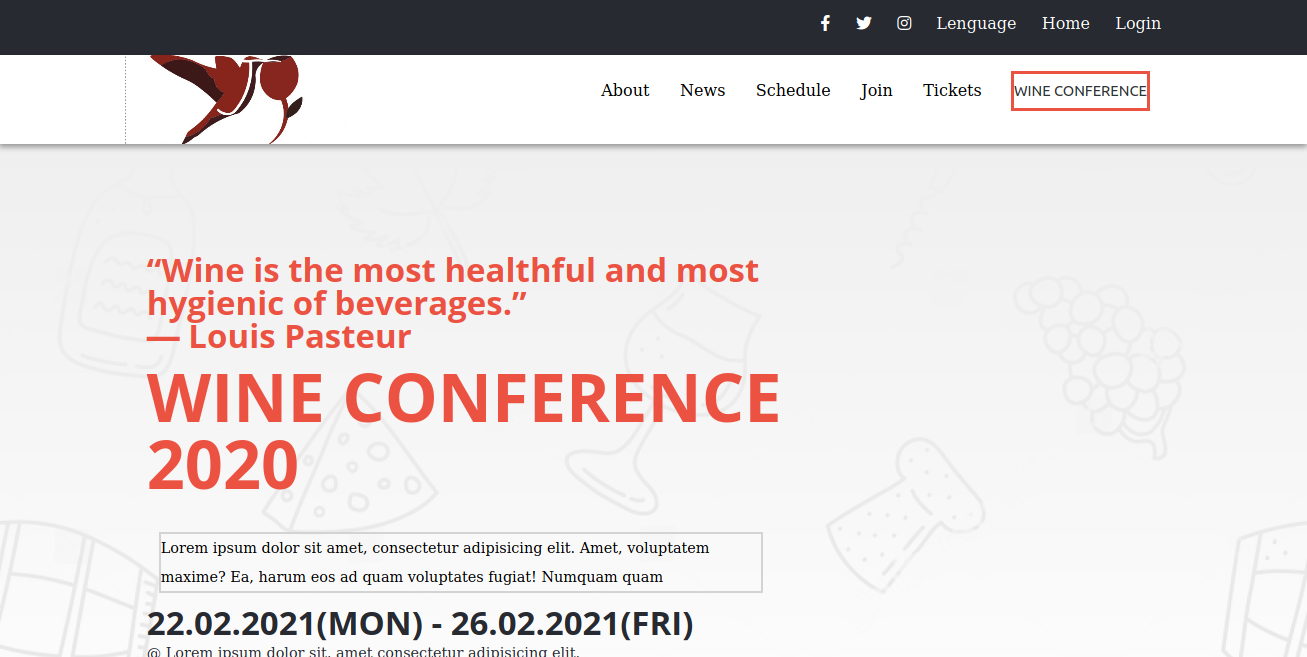 Lenguage Home Login
About News Schedule Join Tickets WINE CONFERENCE
“Wine is the most healthful and most
hygienic of beverages.”
— Louis Pasteur
WINE CONFERENCE
2020
Lorem ipsum dolor sit amet, consectetur adipisicing elit. Amet, voluptatem
maxime? Ea, harum eos ad quam voluptates fugiat! Numquam quam
22.02.2021(MON) - 26.02.2021(FRI)
@ Lorem ipsum dolor sit, amet consectetur adipisicing elit.